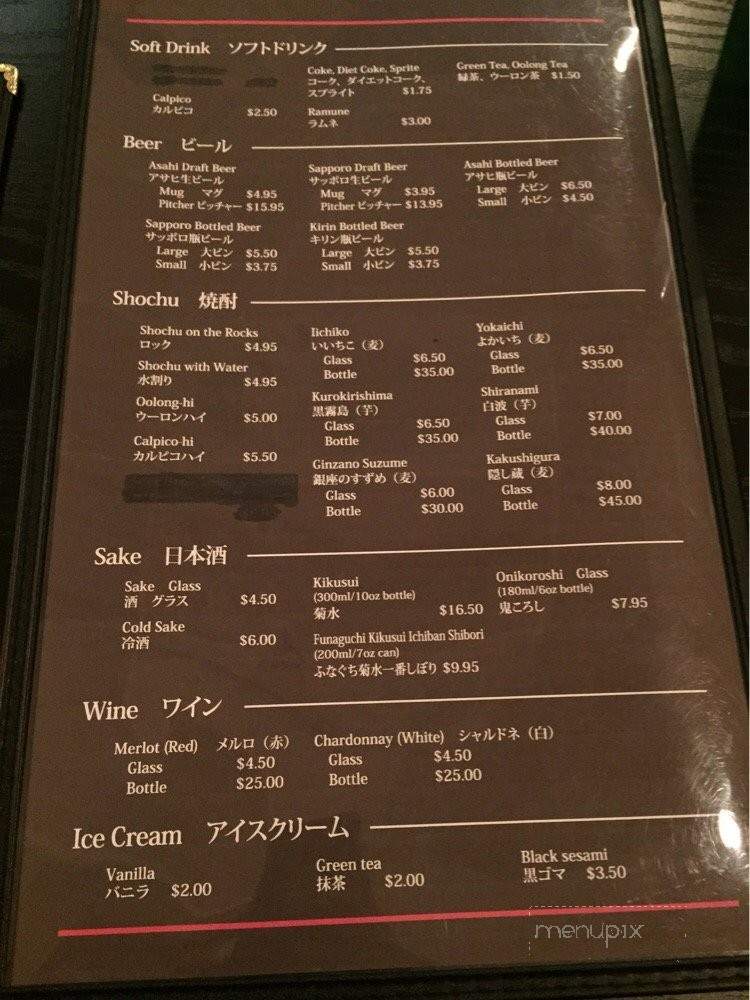 Soft Drink ソフトドリンク
Coke, Diet Coke, Sprite
コーク、ダイエットコーク、
スプライト $1.75
Green Tea, Oolong Tea
緑茶、ウーロン茶 $1.50
Calpico
カルピコ $2.50
Ramune
ラムネ $3.00
Beer ビール
Asahi Draft Beer
アサヒ生ビール
Mug マグ $4.95
Pitcher ピッチャー $15.95
Sapporo Draft Beer
サッポロ生ビール
Mug マグ $3.95
Pitcher ピッチャー $13.95
Asahi Bottled Beer
アサヒ瓶ビール
Large 大ビン $6.50
Small 小ビン $4.50
Sapporo Bottled Beer
サッポロ瓶ビール
Large 大ビン $5.50
Small 小ビン $3.75
Kirin Bottled Beer
キリン瓶ビール
Large 大ビン $5.50
Small 小ビン $3.75
Shochu 焼酎
Shochu on the Rocks
ロック $4.95
Shochu with Water
水割り $4.95
Oolong-hi
ウーロンハイ $5.00
Calpico-hi
カルピコハイ $5.50
Iichiko
いいちこ（麦）
Glass $6.50
Bottle $35.00
Kurokirishima
黒霧島（芋）
Glass $6.50
Bottle $35.00
Ginzano Suzume
銀座のすずめ（麦）
Glass $6.00
Bottle $30.00
Yokaichi
よかいち（麦）
Glass $6.50
Bottle $35.00
Shiranami
白波（芋）
Glass $7.00
Bottle $40.00
Kakushigura
隠し蔵（麦）
Glass $8.00
Bottle $45.00
Sake 日本酒
Sake Glass
酒 グラス $4.50
Cold Sake
冷酒 $6.00
Kikusui
(300ml/10oz bottle)
菊水 $16.50
Funaguchi Kikusui Ichiban Shibori
(200ml/7oz can)
ふなぐち菊水一番しぼり $9.95
Onikoroshi Glass
(180ml/6oz bottle)
鬼ころし $7.95
Wine ワイン
Merlot (Red) メルロ（赤）
Glass $4.50
Bottle $25.00
Chardonnay (White) シャルドネ（白）
Glass $4.50
Bottle $25.00
Ice Cream アイスクリーム
Vanilla
バニラ $2.00
Green tea
抹茶 $2.00
Black sesami
黒ゴマ $3.50
menupix